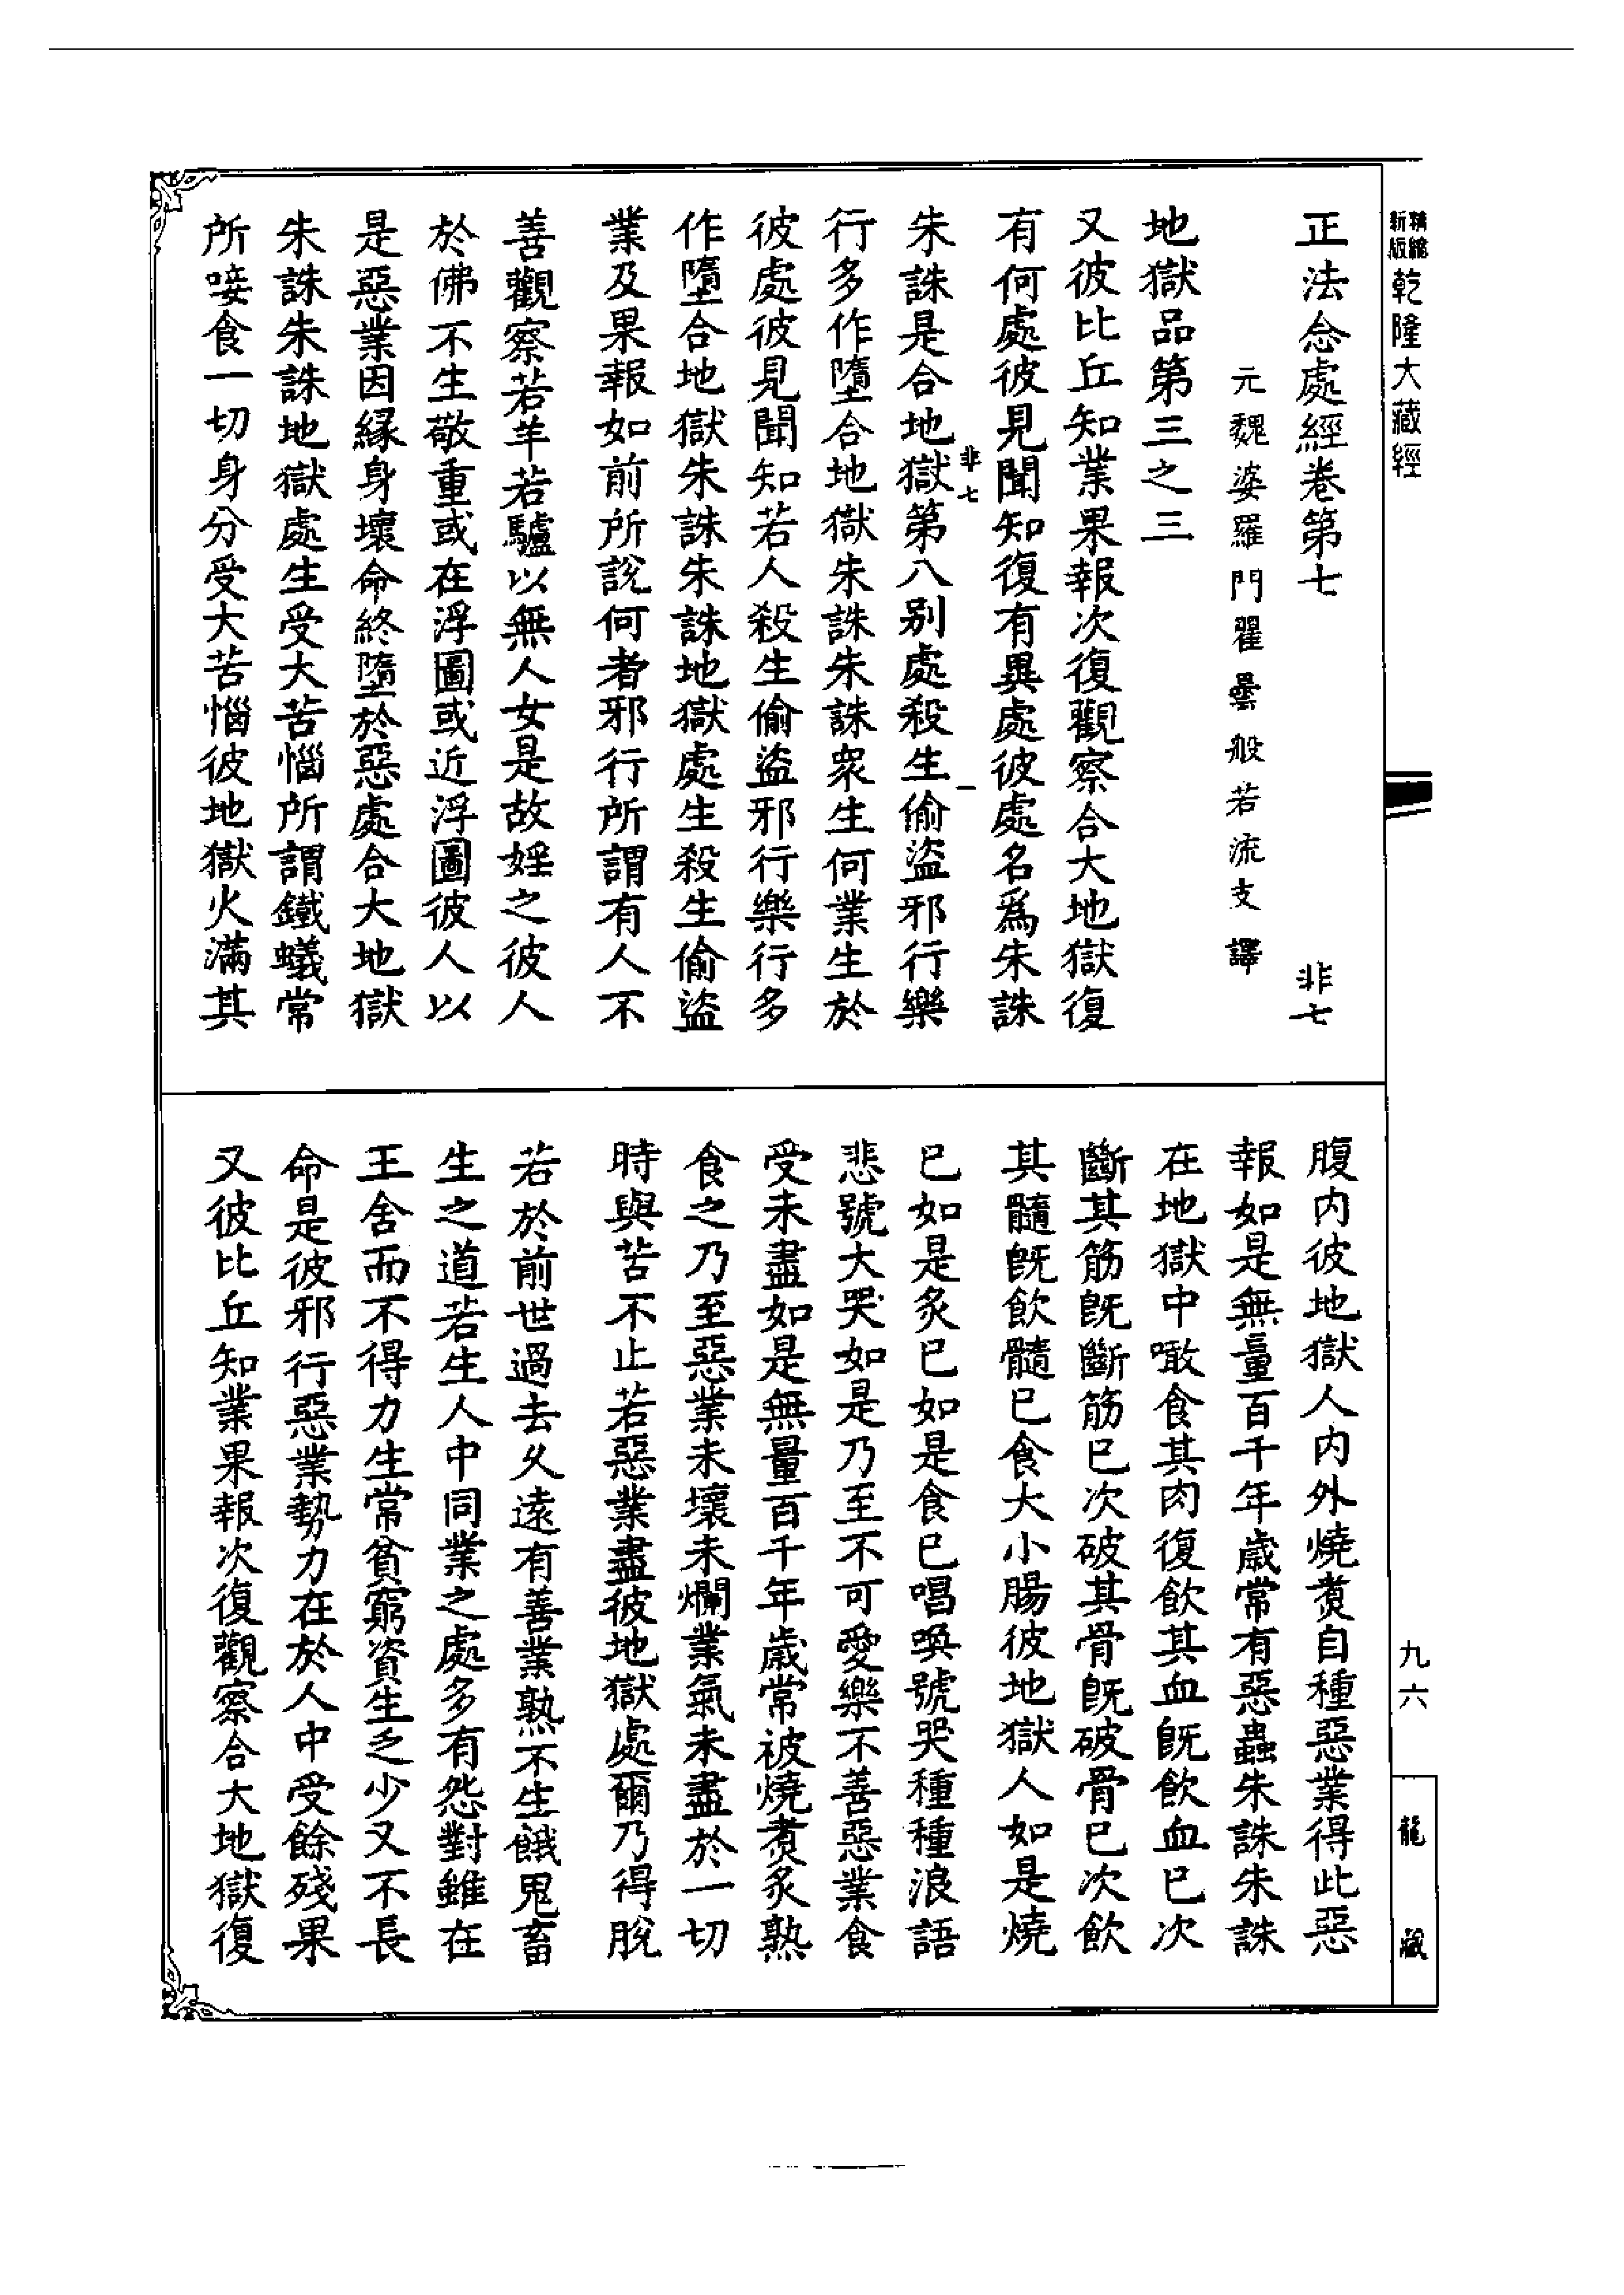 精縮新版乾隆大藏經
正法念處經卷第七 非七
元魏婆羅門瞿曇般若流支 譯
地獄品第三之三
又彼比丘知業果報次復觀察合大地獄復
有何處彼見聞知復有異處彼處名爲朱誅
非七 一
朱誅是合地獄第八別處殺生偷盜邪行樂
行多作墮合地獄朱誅朱誅衆生何業生於
彼處彼見聞知若人殺生偷盜邪行樂行多
作墮合地獄朱誅朱誅地獄處生殺生偷盜
業及果報如前所說何者邪行所謂有人不
善觀察若羊若驢以無人女是故婬之彼人
於佛不生敬重或在浮圖或近浮圖彼人以
是惡業因緣身壞命終墮於惡處合大地獄
朱誅朱誅地獄處生受大苦惱所謂鐵蟻常
所唼食一切身分受大苦惱彼地獄火滿其
腹内彼地獄人内外燒煑自種惡業得此惡
報如是無量百千年歲常有惡蟲朱誅朱誅
在地獄中噉食其肉復飲其血既飲血已次
斷其筋既斷筋已次破其骨既破骨已次飲
其髓既飲髓已食大小腸彼地獄人如是燒
已如是炙已如是食已唱喚號哭種種浪語
悲號大哭如是乃至不可愛樂不善惡業食
受未盡如是無量百千年歲常被燒煑炙熟
食之乃至惡業未壞未爛業氣未盡於一切
時與苦不止若惡業盡彼地獄處爾乃得脫
若於前世過去久遠有善業熟不生餓鬼畜
生之道若生人中同業之處多有怨對雖在
王舍而不得力生常貧窮資生乏少又不長
命是彼邪行惡業勢力在於人中受餘殘果
又彼比丘知業果報次復觀察合大地獄復
九六
龍藏